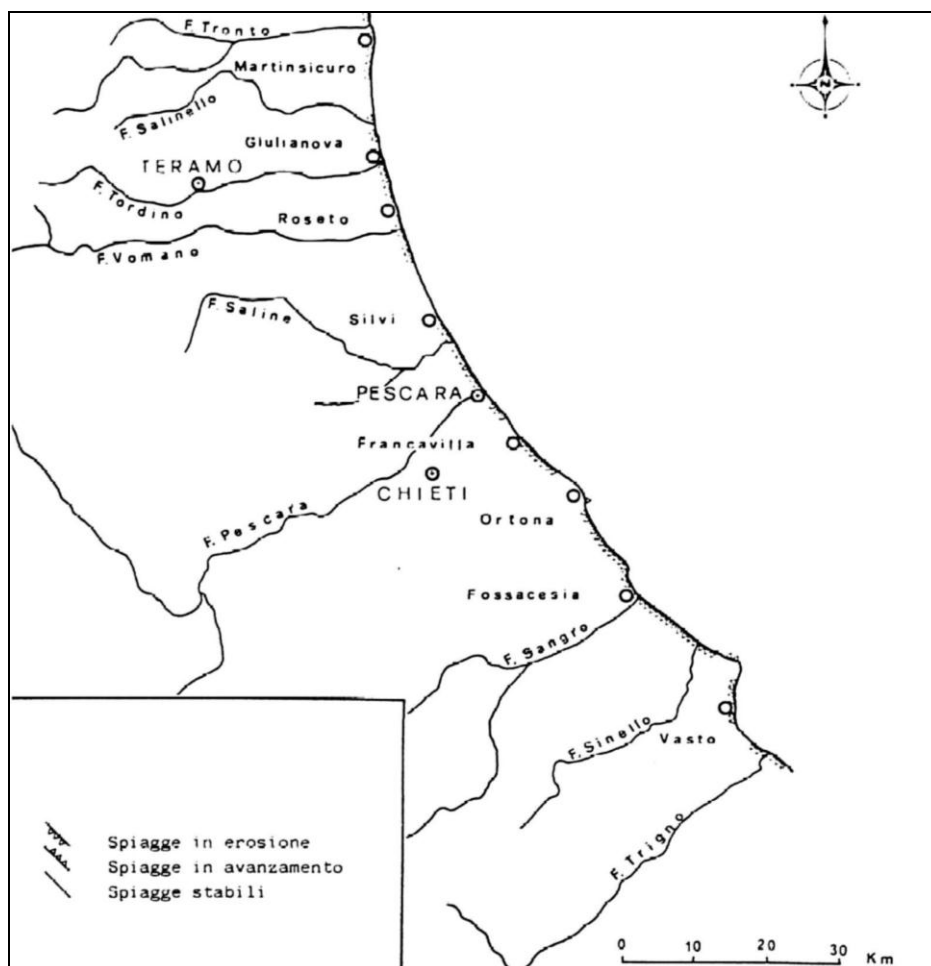 F. Tronto
Martinsicuro
F. Salinello
Giulianova
TERAMO
F. Tordino
Roseto
F. Vomano
F. Saline
Silvi
PESCARA
Francavilla
CHIETI
F. Pescara
Ortona
Fossacesia
F. Sangro
F. Sinello
Vasto
F. Trigno
Spiagge in erosione
Spiagge in avanzamento
Spiagge stabili
0 10 20 30 Km
N